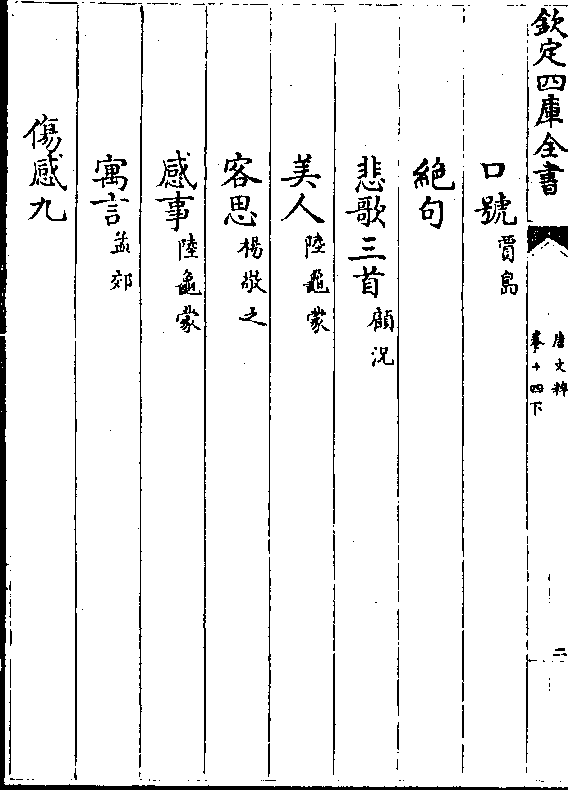 欽定四庫全書
唐文粹
卷十四下
二
口號賈島
絕句
悲歌三首顧況
美人陸龜蒙
客思楊敬之
感事陸龜蒙
寓言孟郊
傷感九